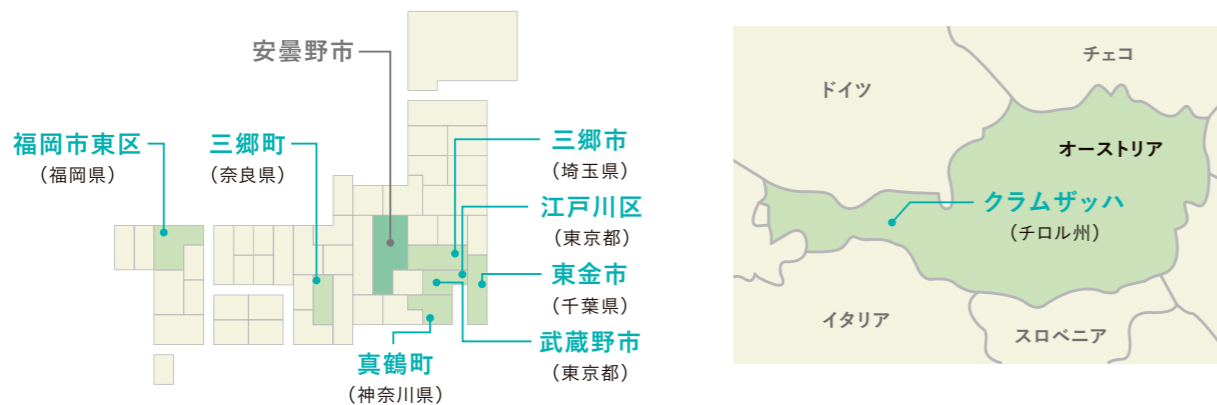 安曇野市
福岡市東区
（福岡県）
三郷町
（奈良県）
三郷市
（埼玉県）
江戸川区
（東京都）
東金市
（千葉県）
武蔵野市
（東京都）
真鶴町
（神奈川県）
チェコ
ドイツ
オーストリア
クラムザッハ
（チロル州）
イタリア
スロベニア